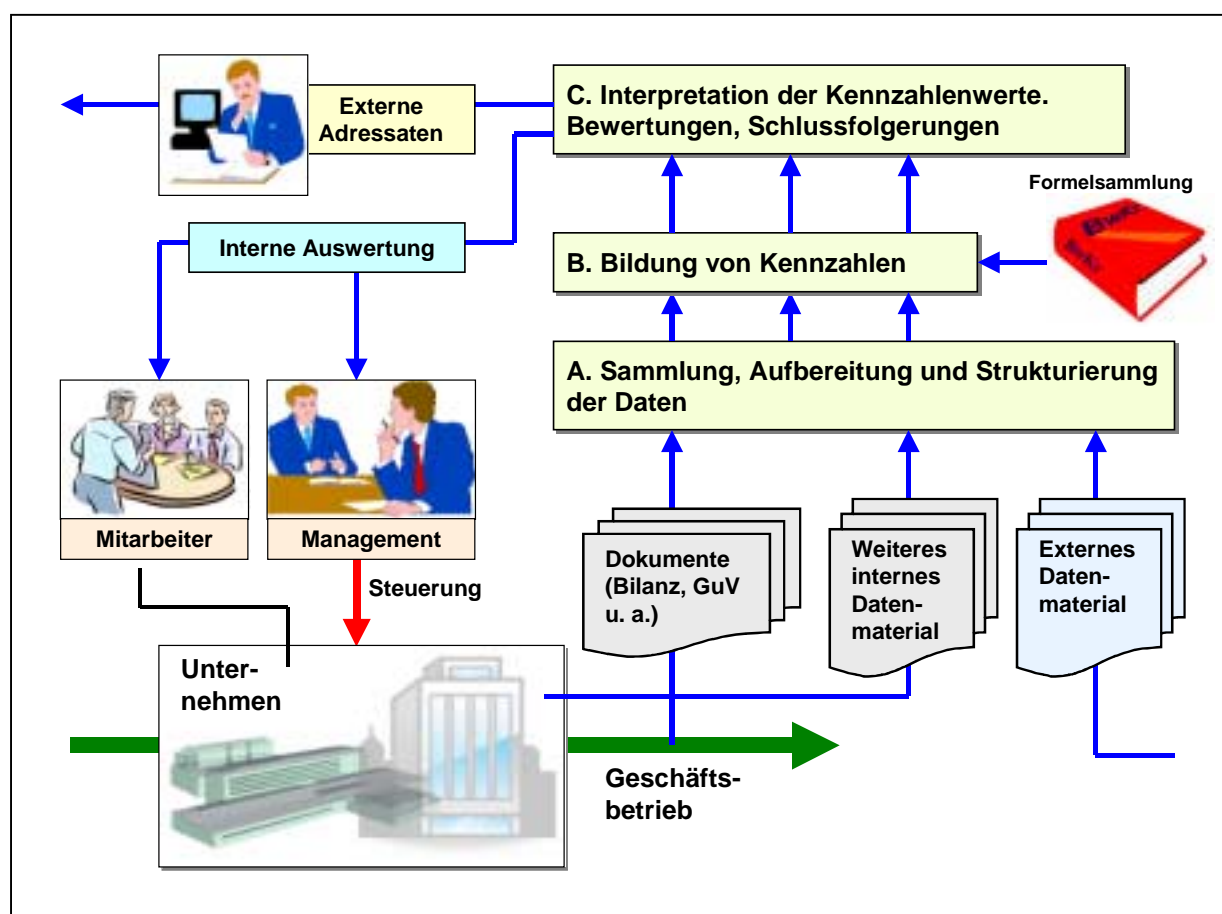 Externe
Adressaten
C. Interpretation der Kennzahlenwerte.
Bewertungen, Schlussfolgerungen
Formelsammlung
Interne Auswertung
B. Bildung von Kennzahlen
A. Sammlung, Aufbereitung und Strukturierung
der Daten
Mitarbeiter
Management
Steuerung
Dokumente
(Bilanz, GuV
u. a.)
Weiteres
internes
Daten-
material
Externes
Daten-
material
Unter-
nehmen
Geschäfts-
betrieb